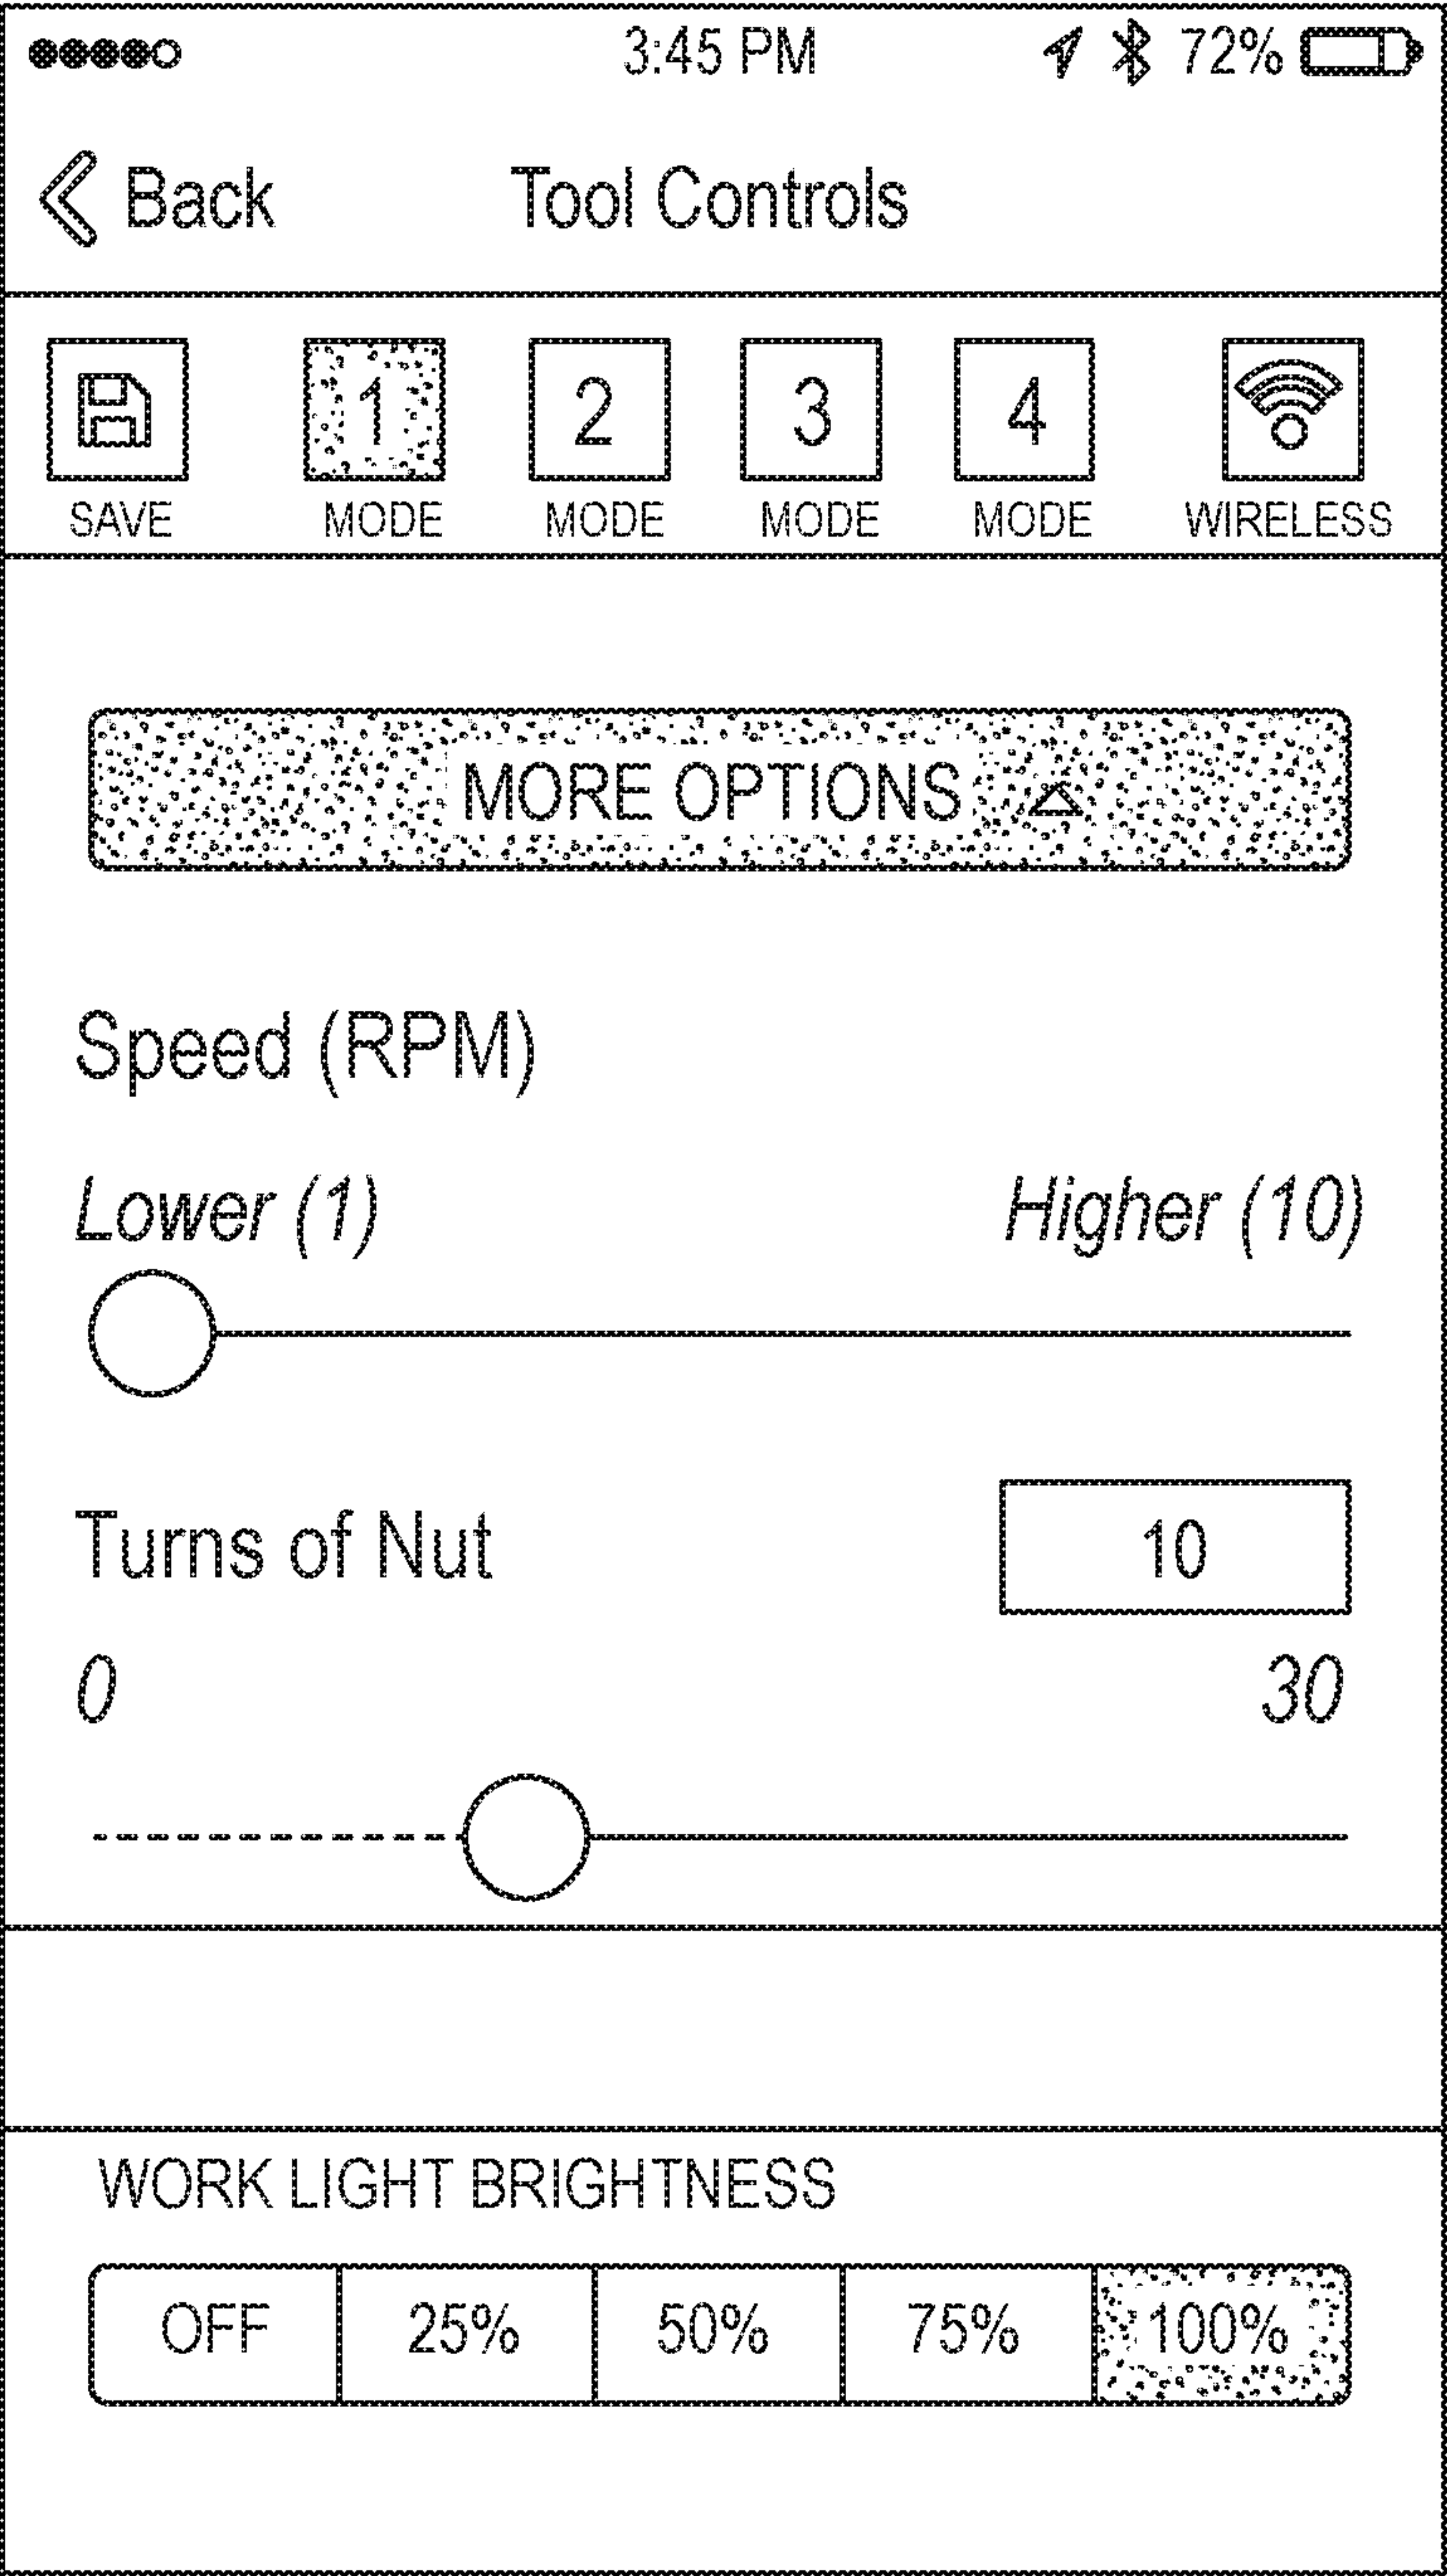 3:45 PM 72%
Back Tool Controls
1 2 3 4
SAVE MODE MODE MODE MODE WIRELESS
MORE OPTIONS
Speed (RPM)
Lower (1) Higher (10)
Turns of Nut 10
0 30
WORK LIGHT BRIGHTNESS
OFF 25% 50% 75% 100%